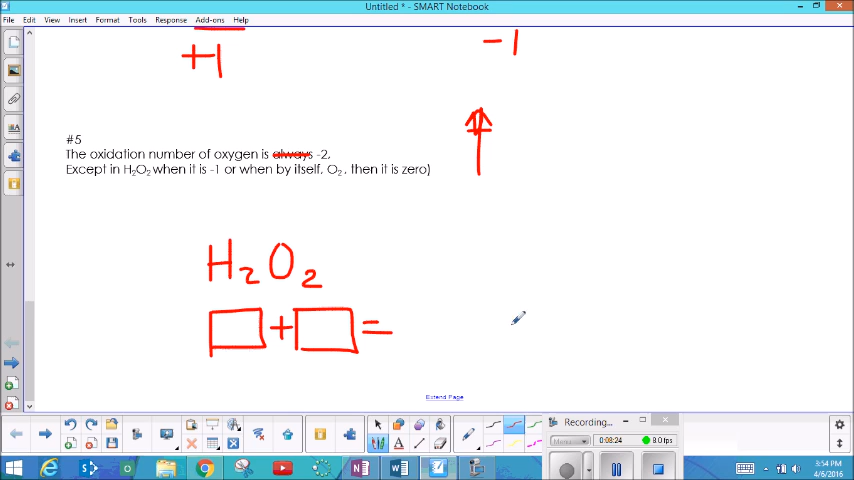 Untitled * - SMART Notebook
File Edit View Insert Format Tools Response Add-ons Help
+1
-1
#5
The oxidation number of oxygen is always -2,
Except in H₂O₂ when it is -1 or when by itself, O₂ , then it is zero)
H₂O₂
+ =
Extend Page
Recording...
Menu
0:08:24
8.0 fps
3:54 PM
4/6/2016